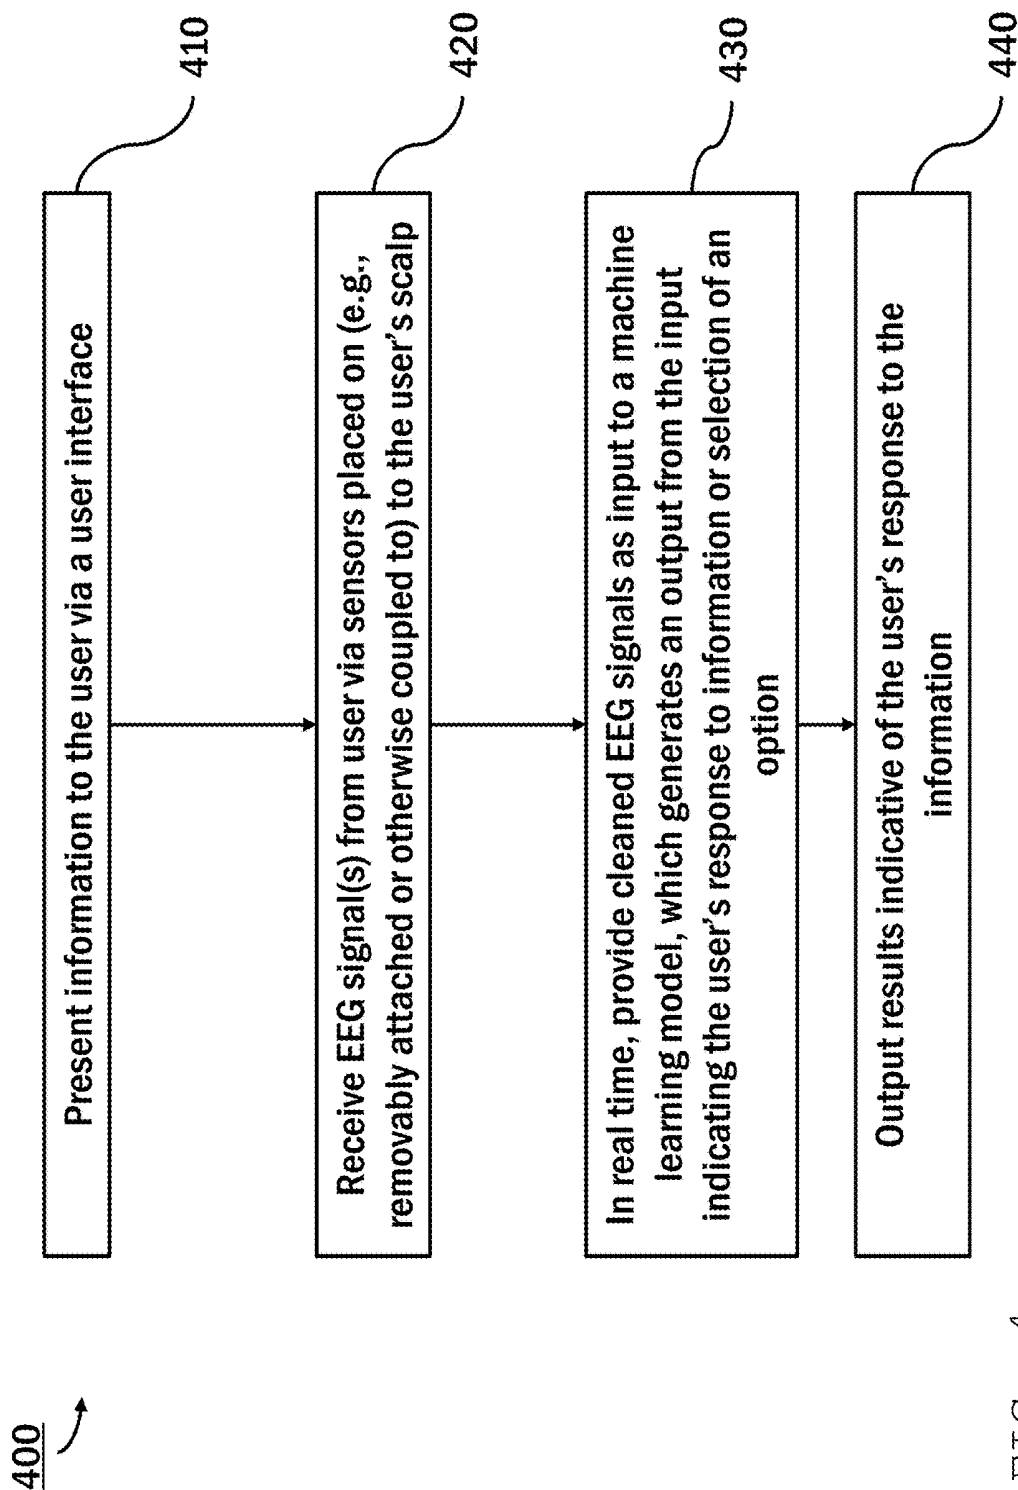 400
Present information to the user via a user interface
410
Receive EEG signal(s) from user via sensors placed on (e.g.,
removably attached or otherwise coupled to) to the user's scalp
420
In real time, provide cleaned EEG signals as input to a machine
learning model, which generates an output from the input
indicating the user's response to information or selection of an
option
430
Output results indicative of the user's response to the
information
440